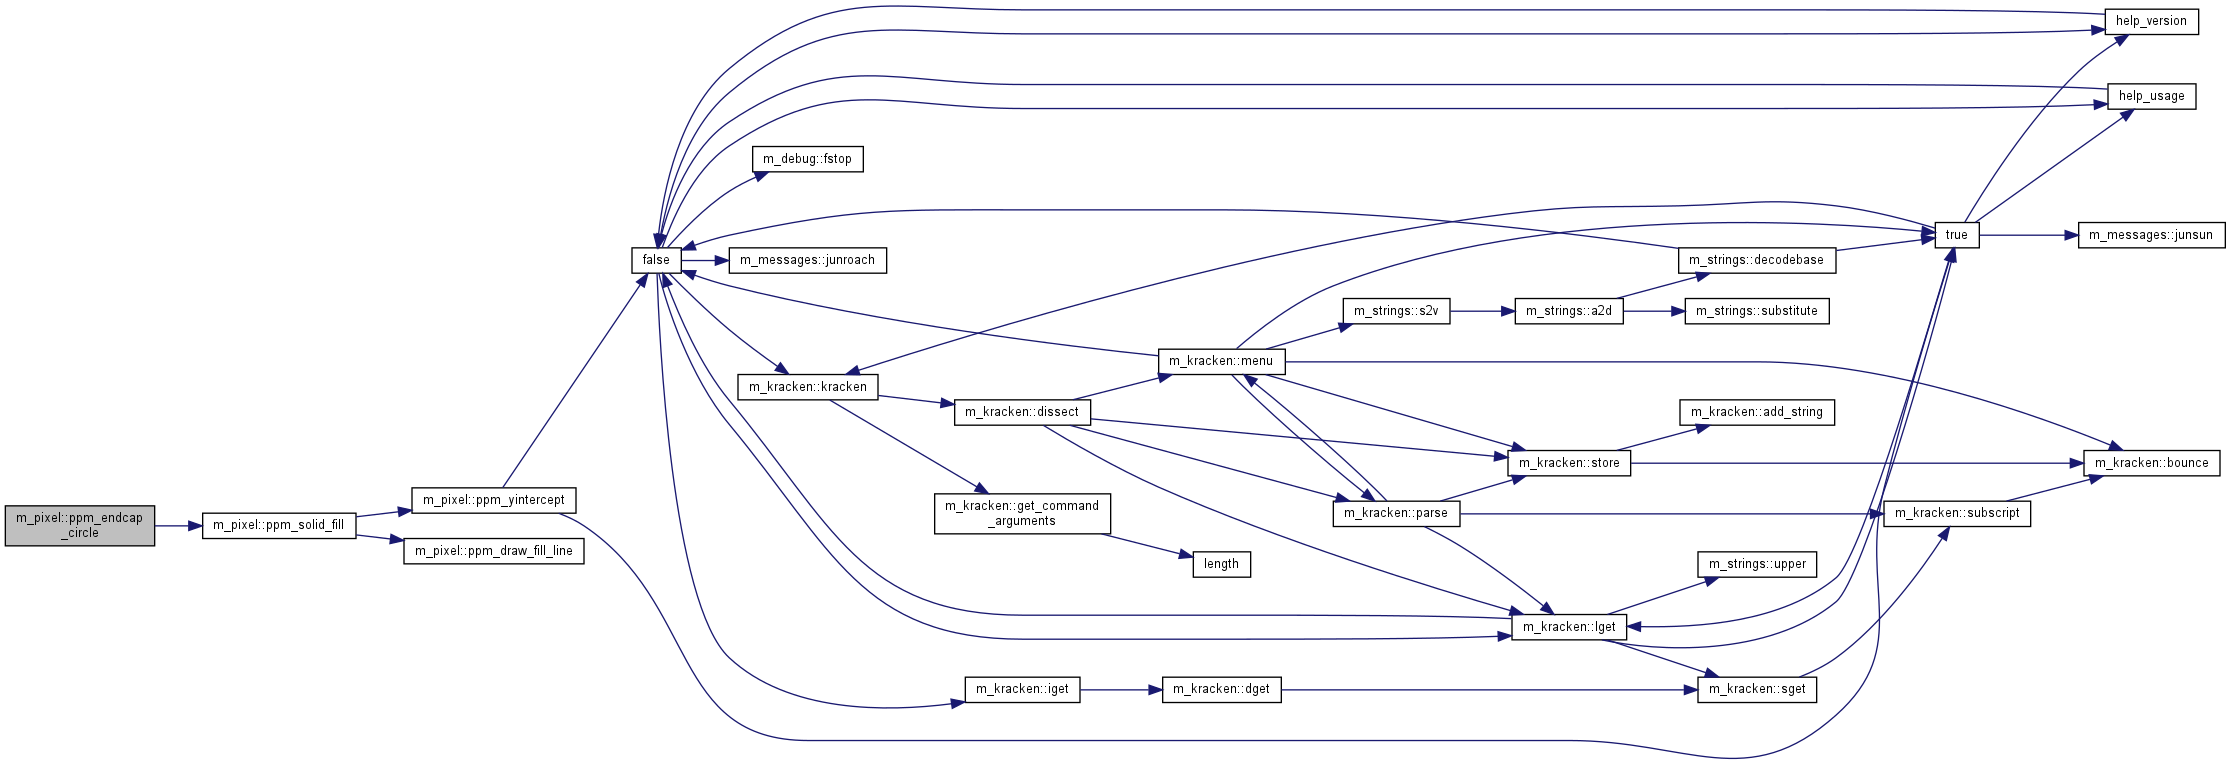 help_version
help_usage
m_debug::fstop
true
m_messages::junsun
false
m_messages::junroach
m_strings::decodebase
m_strings::s2v
m_strings::a2d
m_strings::substitute
m_kracken::menu
m_kracken::kracken
m_kracken::dissect
m_kracken::add_string
m_kracken::store
m_kracken::bounce
m_pixel::ppm_yintercept
m_kracken::get_command
_arguments
m_kracken::parse
m_kracken::subscript
m_pixel::ppm_endcap
_circle
m_pixel::ppm_solid_fill
m_pixel::ppm_draw_fill_line
length
m_strings::upper
m_kracken::lget
m_kracken::iget
m_kracken::dget
m_kracken::sget